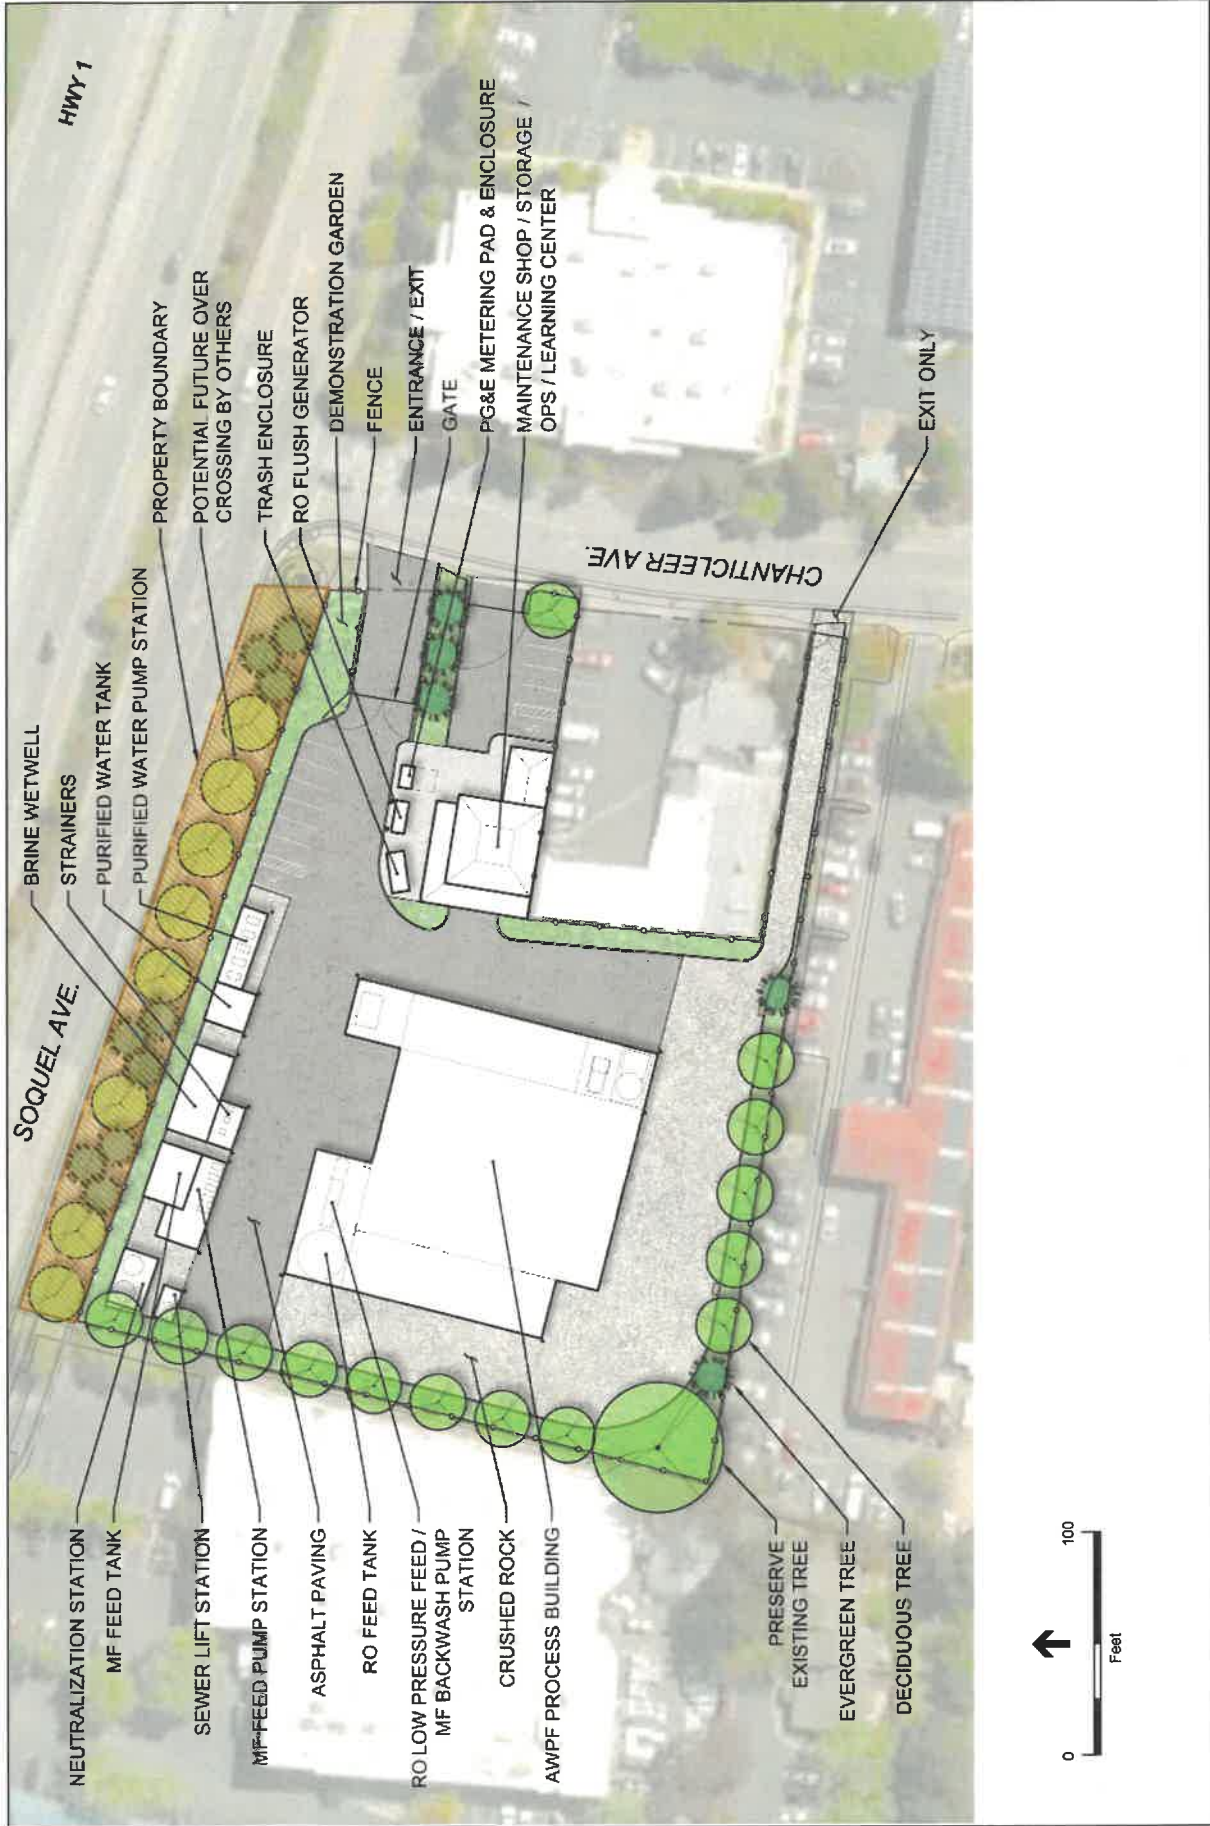 HWY 1
SOQUEL AVE.
CHANTICLEER AVE.
BRINE WETWELL
STRAINERS
PURIFIED WATER TANK
PURIFIED WATER PUMP STATION
PROPERTY BOUNDARY
POTENTIAL FUTURE OVER
CROSSING BY OTHERS
TRASH ENCLOSURE
RO FLUSH GENERATOR
DEMONSTRATION GARDEN
FENCE
ENTRANCE / EXIT
GATE
PG&E METERING PAD & ENCLOSURE
MAINTENANCE SHOP / STORAGE /
OPS / LEARNING CENTER
EXIT ONLY
NEUTRALIZATION STATION
MF FEED TANK
SEWER LIFT STATION
MF FEED PUMP STATION
ASPHALT PAVING
RO FEED TANK
RO LOW PRESSURE FEED /
MF BACKWASH PUMP
STATION
CRUSHED ROCK
AWPF PROCESS BUILDING
PRESERVE
EXISTING TREE
EVERGREEN TREE
DECIDUOUS TREE
0 100
Feet